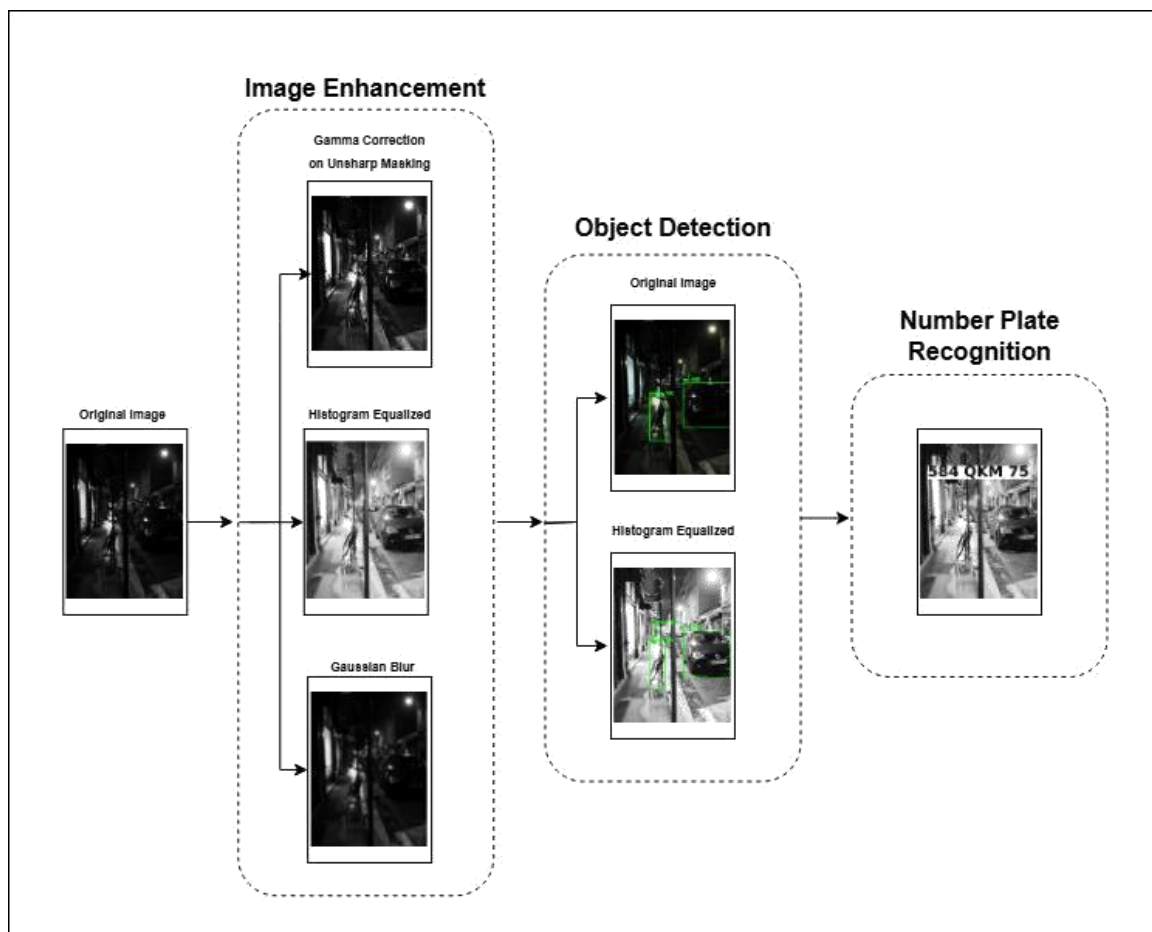 Image Enhancement
Gamma Correction
on Unsharp Masking
Object Detection
Original Image
Number Plate
Recognition
Original Image
Histogram Equalized
584 QKM 75
Histogram Equalized
Gaussian Blur